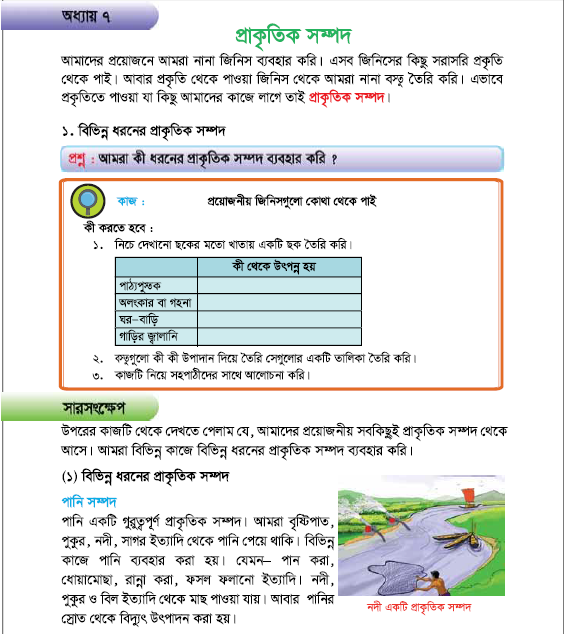 অধ্যায় ৭
প্রাকৃতিক সম্পদ
আমাদের প্রয়োজনে আমরা নানা জিনিস ব্যবহার করি। এসব জিনিসের কিছু সরাসরি প্রকৃতি
থেকে পাই। আবার প্রকৃতি থেকে পাওয়া জিনিস থেকে আমরা নানা বস্তু তৈরি করি। এভাবে
প্রকৃতিতে পাওয়া যা কিছু আমাদের কাজে লাগে তাই প্রাকৃতিক সম্পদ।
১. বিভিন্ন ধরনের প্রাকৃতিক সম্পদ
প্রশ্ন : আমরা কী ধরনের প্রাকৃতিক সম্পদ ব্যবহার করি ?
কাজ : প্রয়োজনীয় জিনিসগুলো কোথা থেকে পাই
কী করতে হবে :
১. নিচে দেখানো ছকের মতো খাতায় একটি ছক তৈরি করি।
কী থেকে উৎপন্ন হয়
পাঠ্যপুস্তক
অলংকার বা গহনা
ঘর-বাড়ি
গাড়ির জ্বালানি
২. বস্তুগুলো কী কী উপাদান দিয়ে তৈরি সেগুলোর একটি তালিকা তৈরি করি।
৩. কাজটি নিয়ে সহপাঠীদের সাথে আলোচনা করি।
সারসংক্ষেপ
উপরের কাজটি থেকে দেখতে পেলাম যে, আমাদের প্রয়োজনীয় সবকিছুই প্রাকৃতিক সম্পদ থেকে
আসে। আমরা বিভিন্ন কাজে বিভিন্ন ধরনের প্রাকৃতিক সম্পদ ব্যবহার করি।
(১) বিভিন্ন ধরনের প্রাকৃতিক সম্পদ
পানি সম্পদ
পানি একটি গুরুত্বপূর্ণ প্রাকৃতিক সম্পদ। আমরা বৃষ্টিপাত,
পুকুর, নদী, সাগর ইত্যাদি থেকে পানি পেয়ে থাকি। বিভিন্ন
কাজে পানি ব্যবহার করা হয়। যেমন– পান করা,
ধোয়ামোছা, রান্না করা, ফসল ফলানো ইত্যাদি। নদী,
পুকুর ও বিল ইত্যাদি থেকে মাছ পাওয়া যায়। আবার পানির
স্রোত থেকে বিদ্যুৎ উৎপাদন করা হয়।
নদী একটি প্রাকৃতিক সম্পদ